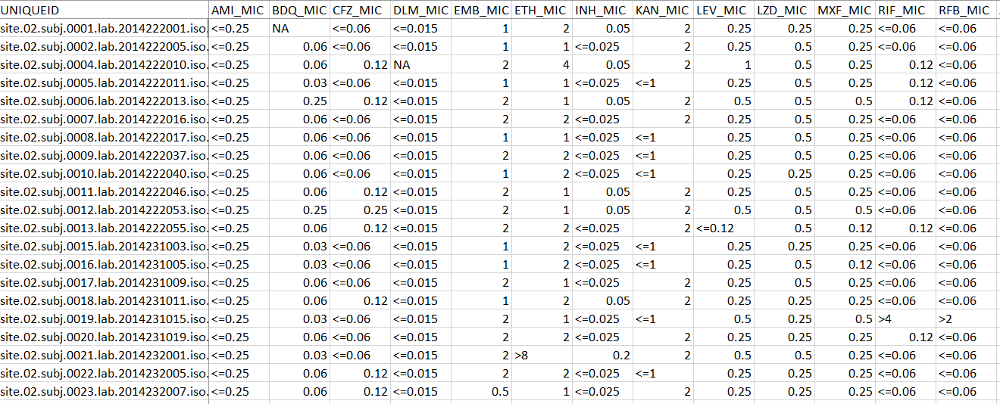 UNIQUEID AMI_MIC BDQ_MIC CFZ_MIC DLM_MIC EMB_MIC ETH_MIC INH_MIC KAN_MIC LEV_MIC LZD_MIC MXF_MIC RIF_MIC RFB_MIC
site.02.subj.0001.lab.2014222001.iso. <=0.25 NA <=0.06 <=0.015 1 2 0.05 2 0.25 0.25 0.25 <=0.06 <=0.06
site.02.subj.0002.lab.2014222005.iso. <=0.25 0.06 <=0.06 <=0.015 1 1 <=0.025 2 0.25 0.5 0.25 <=0.06 <=0.06
site.02.subj.0004.lab.2014222010.iso. <=0.25 0.06 0.12 NA 2 4 0.05 2 1 0.5 0.25 0.12 <=0.06
site.02.subj.0005.lab.2014222011.iso. <=0.25 0.03 <=0.06 <=0.015 1 1 <=0.025 <=1 0.25 0.5 0.25 0.12 <=0.06
site.02.subj.0006.lab.2014222013.iso. <=0.25 0.25 0.12 <=0.015 2 1 0.05 2 0.5 0.5 0.5 0.12 <=0.06
site.02.subj.0007.lab.2014222016.iso. <=0.25 0.06 <=0.06 <=0.015 2 2 <=0.025 2 0.25 0.5 0.25 <=0.06 <=0.06
site.02.subj.0008.lab.2014222017.iso. <=0.25 0.06 <=0.06 <=0.015 1 1 <=0.025 <=1 0.25 0.5 0.25 <=0.06 <=0.06
site.02.subj.0009.lab.2014222037.iso. <=0.25 0.06 <=0.06 <=0.015 2 2 <=0.025 <=1 0.25 0.5 0.25 <=0.06 <=0.06
site.02.subj.0010.lab.2014222040.iso. <=0.25 0.06 <=0.06 <=0.015 1 2 <=0.025 <=1 0.25 0.25 0.25 <=0.06 <=0.06
site.02.subj.0011.lab.2014222046.iso. <=0.25 0.06 0.12 <=0.015 2 1 0.05 2 0.25 0.5 0.25 <=0.06 <=0.06
site.02.subj.0012.lab.2014222053.iso. <=0.25 0.25 0.25 <=0.015 2 1 0.05 2 0.5 0.5 0.5 <=0.06 <=0.06
site.02.subj.0013.lab.2014222055.iso. <=0.25 0.06 0.12 <=0.015 2 2 <=0.025 2 <=0.12 0.5 0.12 0.12 <=0.06
site.02.subj.0015.lab.2014231003.iso. <=0.25 0.03 <=0.06 <=0.015 1 2 <=0.025 <=1 0.25 0.25 0.25 <=0.06 <=0.06
site.02.subj.0016.lab.2014231005.iso. <=0.25 0.03 <=0.06 <=0.015 1 2 <=0.025 <=1 0.25 0.5 0.12 <=0.06 <=0.06
site.02.subj.0017.lab.2014231009.iso. <=0.25 0.06 <=0.06 <=0.015 2 1 <=0.025 2 0.25 0.5 0.25 <=0.06 <=0.06
site.02.subj.0018.lab.2014231011.iso. <=0.25 0.06 0.12 <=0.015 1 2 0.05 2 0.25 0.25 0.25 <=0.06 <=0.06
site.02.subj.0019.lab.2014231015.iso. <=0.25 0.03 <=0.06 <=0.015 2 1 <=0.025 <=1 0.5 0.25 0.5 >4 >2
site.02.subj.0020.lab.2014231019.iso. <=0.25 0.06 <=0.06 <=0.015 2 2 <=0.025 2 0.25 0.25 0.25 0.12 <=0.06
site.02.subj.0021.lab.2014232001.iso. <=0.25 0.03 <=0.06 <=0.015 2 >8 0.2 2 0.5 0.5 0.25 <=0.06 <=0.06
site.02.subj.0022.lab.2014232005.iso. <=0.25 0.06 0.12 <=0.015 2 2 <=0.025 <=1 0.25 0.25 0.25 <=0.06 <=0.06
site.02.subj.0023.lab.2014232007.iso. <=0.25 0.06 0.12 <=0.015 0.5 1 <=0.025 2 0.25 0.25 0.25 <=0.06 <=0.06